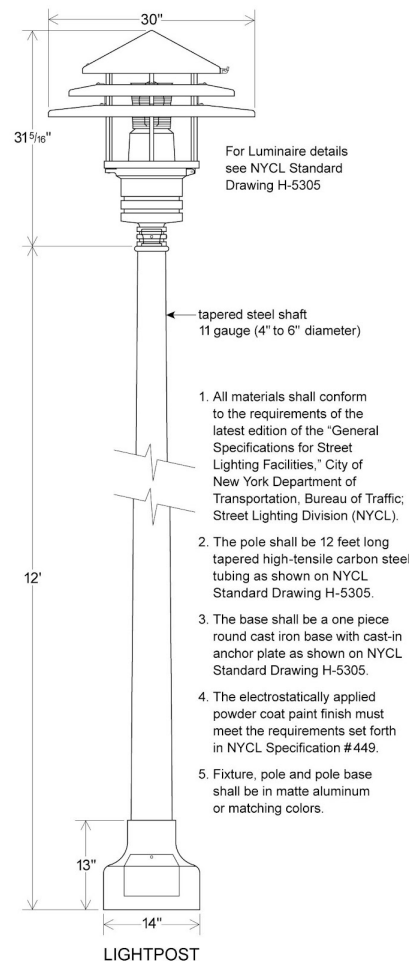 30"
31 5/16"
For Luminaire details
see NYCL Standard
Drawing H-5305
tapered steel shaft
11 gauge (4" to 6" diameter)
1. All materials shall conform
to the requirements of the
latest edition of the “General
Specifications for Street
Lighting Facilities,” City of
New York Department of
Transportation, Bureau of Traffic;
Street Lighting Division (NYCL).
2. The pole shall be 12 feet long
tapered high-tensile carbon steel
tubing as shown on NYCL
Standard Drawing H-5305.
12'
3. The base shall be a one piece
round cast iron base with cast-in
anchor plate as shown on NYCL
Standard Drawing H-5305.
4. The electrostatically applied
powder coat paint finish must
meet the requirements set forth
in NYCL Specification #449.
5. Fixture, pole and pole base
shall be in matte aluminum
or matching colors.
13"
14"
LIGHTPOST